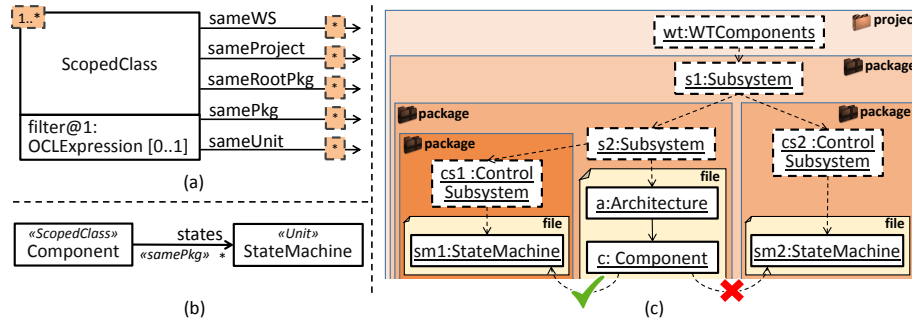 1..*
ScopedClass
filter@1:
OCLExpression [0..1]
sameWS
*
sameProject
*
sameRootPkg
*
samePkg
*
sameUnit
*
(a)
«ScopedClass»
Component
states
«samePkg» *
«Unit»
StateMachine
(b)
project
wt:WTComponents
package
s1:Subsystem
package
package
package
s2:Subsystem
cs1 :Control
Subsystem
cs2 :Control
Subsystem
file
a:Architecture
file
sm1:StateMachine
c: Component
file
sm2:StateMachine
(c)